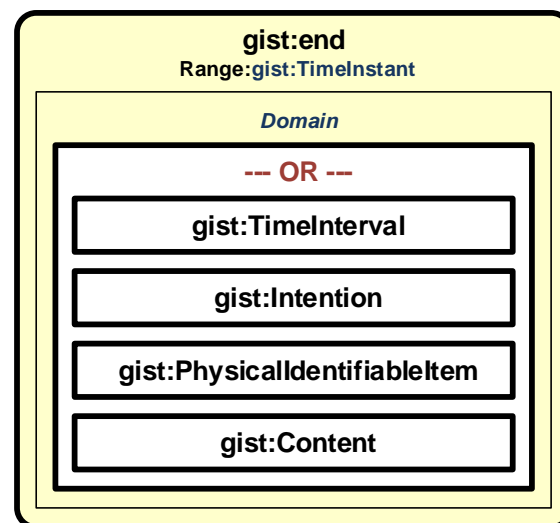 gist:end
Range:gist:TimeInstant
Domain
--- OR ---
gist:TimeInterval
gist:Intention
gist:PhysicalIdentifiableItem
gist:Content